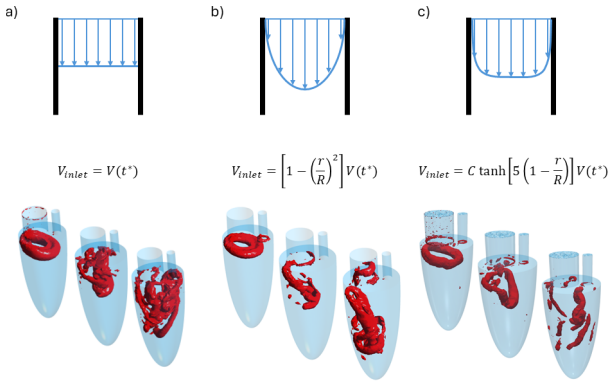 a)
b)
c)
V_inlet = V(t*)
V_inlet = [1 − (r/R)^2] V(t*)
V_inlet = C tanh[5(1 − r/R)] V(t*)